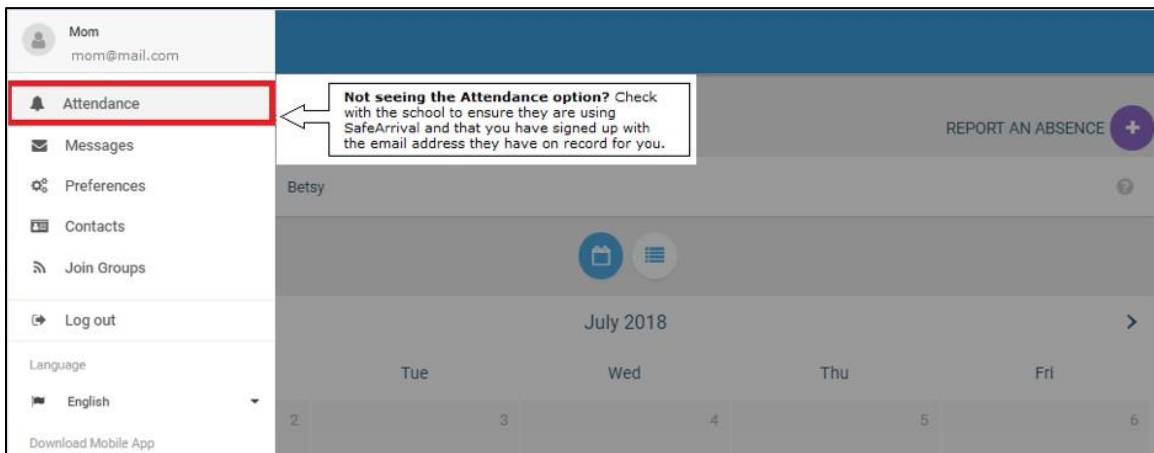 Mom
mom@mail.com
Attendance
Messages
Preferences
Contacts
Join Groups
Log out
Language
English
Download Mobile App
Not seeing the Attendance option? Check
with the school to ensure they are using
SafeArrival and that you have signed up with
the email address they have on record for you.
REPORT AN ABSENCE +
Betsy ?
July 2018 >
Tue Wed Thu Fri
2 3 4 5 6